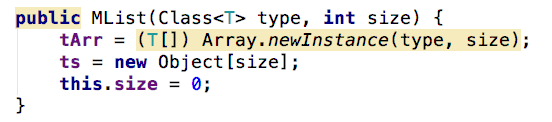 public MList(Class<T> type, int size) {
    tArr = (T[]) Array.newInstance(type, size);
    ts = new Object[size];
    this.size = 0;
}